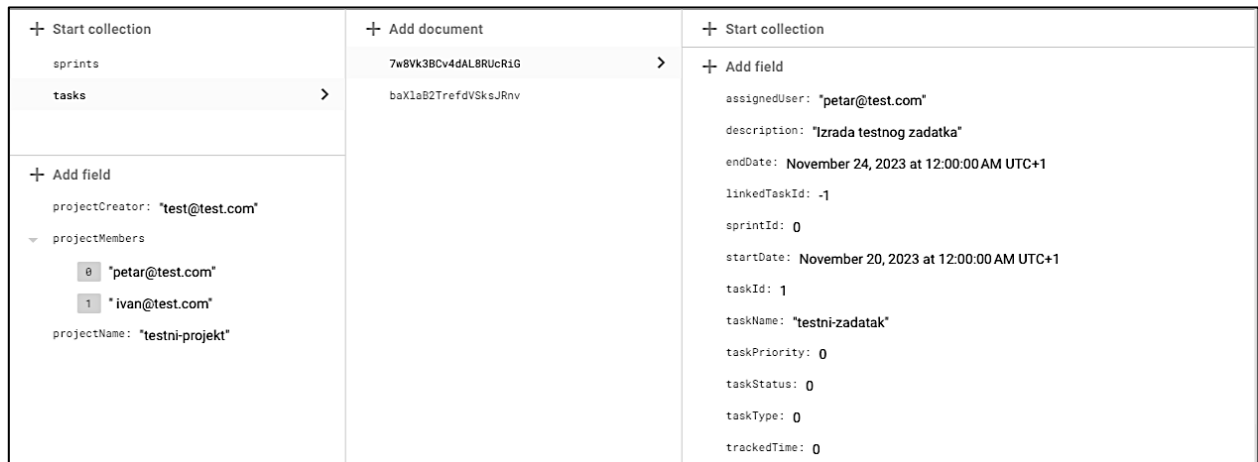 + Start collection
sprints
tasks
+ Add field
projectCreator: "test@test.com"
projectMembers
0 "petar@test.com"
1 " ivan@test.com"
projectName: "testni-projekt"
+ Add document
7w8Vk3BCv4dAL8RUcRiG
baXlaB2TrefdVSksJRnv
+ Start collection
+ Add field
assignedUser: "petar@test.com"
description: "Izrada testnog zadatka"
endDate: November 24, 2023 at 12:00:00 AM UTC+1
linkedTaskId: -1
sprintId: 0
startDate: November 20, 2023 at 12:00:00 AM UTC+1
taskId: 1
taskName: "testni-zadatak"
taskPriority: 0
taskStatus: 0
taskType: 0
trackedTime: 0